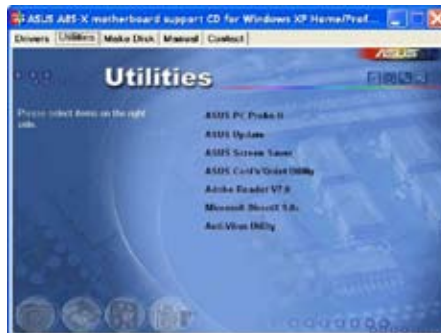 ASUS A8S-X motherboard support CD for Windows XP Home/Prof...
Drivers Utilities Make Disk Manual Contact
ASUS
Utilities
Please select items on the right
side.
ASUS PC Probe II
ASUS Update
ASUS Screen Saver
ASUS Cool'n'Quiet Utility
Adobe Reader V7.0
Microsoft DirectX 9.0c
Anti-Virus Utility